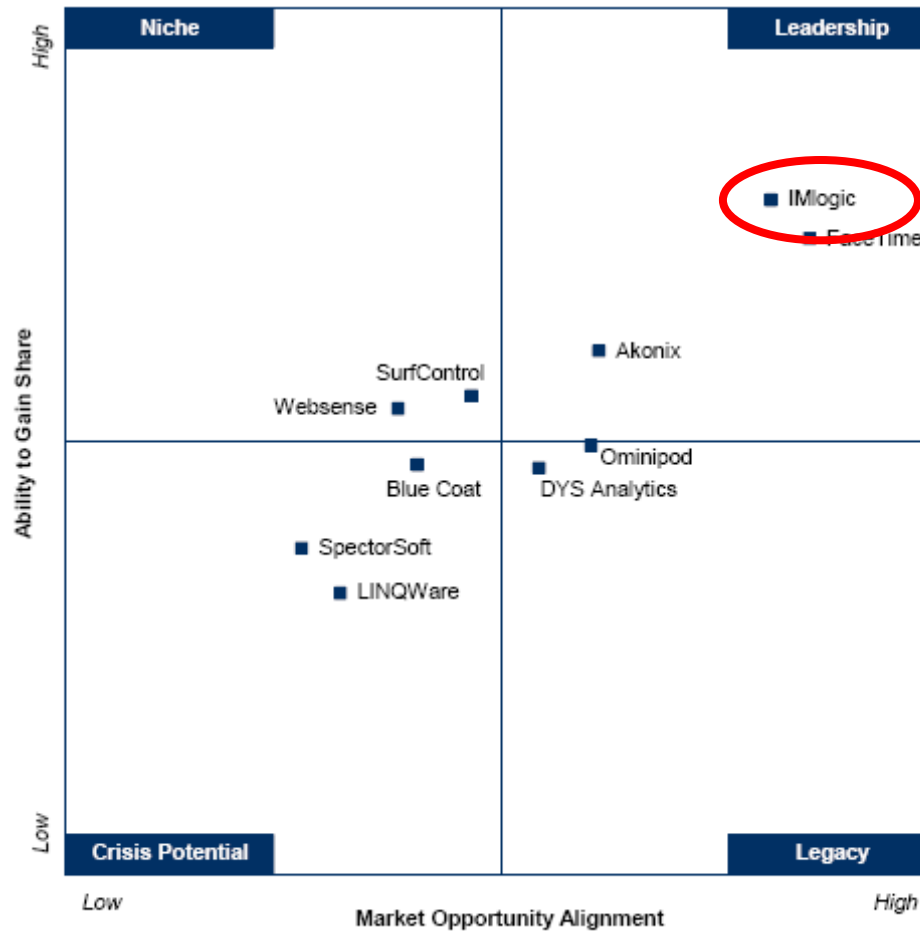 Niche
Leadership
High
IMlogic
FaceTime
Akonix
SurfControl
Websense
Ability to Gain Share
Ominipod
Blue Coat
DYS Analytics
SpectorSoft
LINQWare
Low
Crisis Potential
Legacy
Low
High
Market Opportunity Alignment